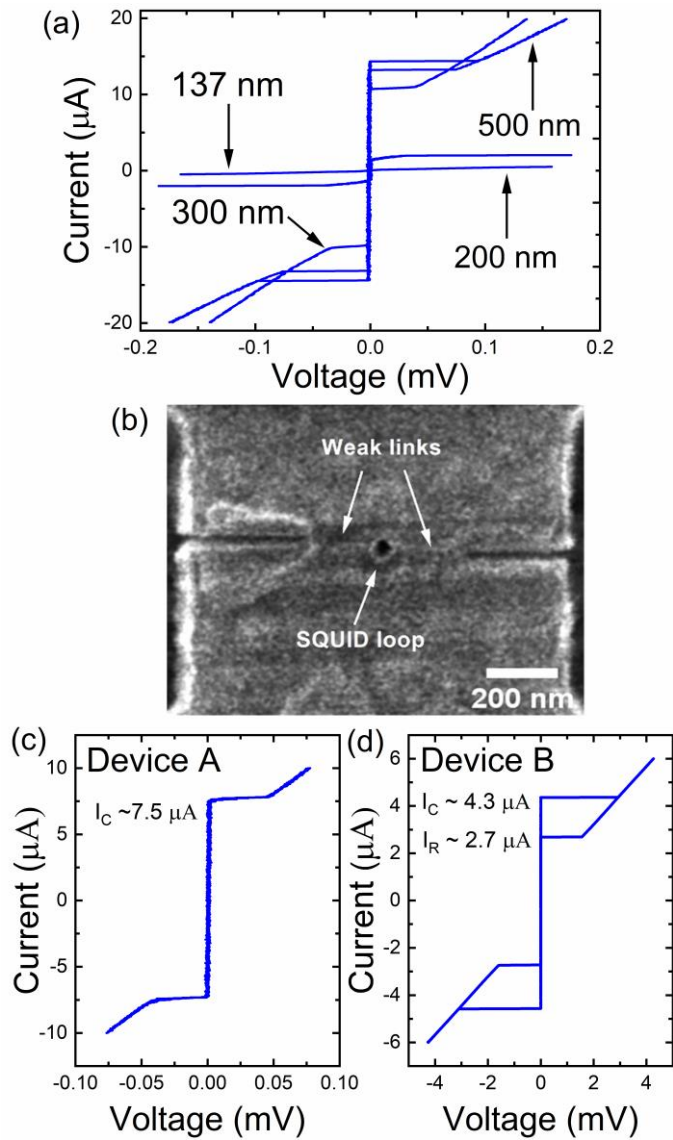 (a)
20
10
0
-10
-20
137 nm
300 nm
500 nm
200 nm
Current (μA)
-0.2 -0.1 0.0 0.1 0.2
Voltage (mV)
(b)
Weak links
SQUID loop
200 nm
(c)
Device A
I_C ~7.5 μA
10
5
0
-5
-10
Current (μA)
-0.10 -0.05 0.00 0.05 0.10
Voltage (mV)
(d)
Device B
I_C ~ 4.3 μA
I_R ~ 2.7 μA
6
4
2
0
-2
-4
-6
Current (μA)
-4 -2 0 2 4
Voltage (mV)